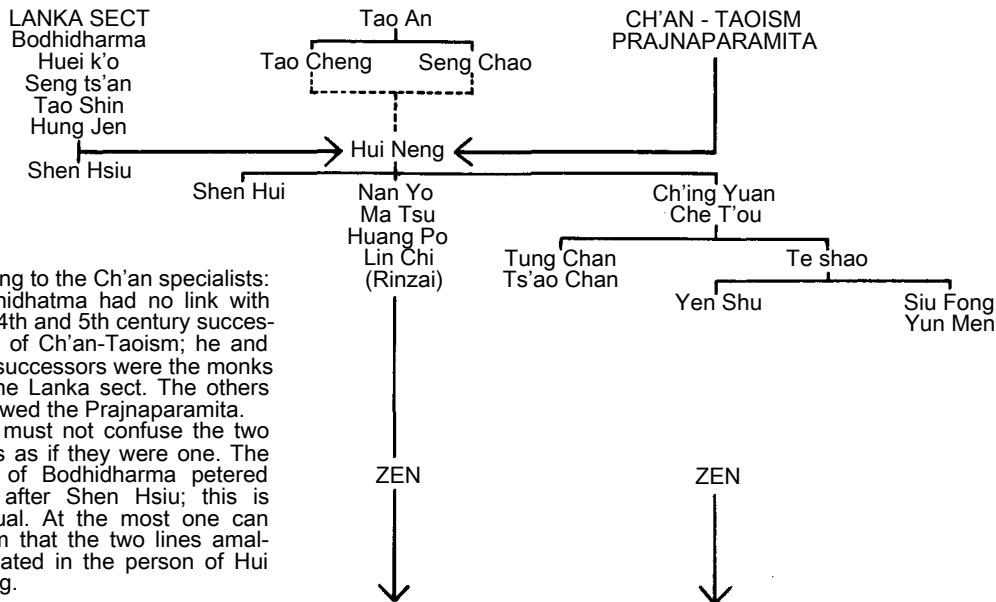 LANKA SECT
Bodhidharma
Huei k’o
Seng ts’an
Tao Shin
Hung Jen
Shen Hsiu
Tao An
Tao Cheng Seng Chao
CH’AN - TAOISM
PRAJNAPARAMITA
Hui Neng
Shen Hui
Nan Yo
Ma Tsu
Huang Po
Lin Chi
(Rinzai)
Ch’ing Yuan
Che T’ou
Tung Chan
Ts’ao Chan
Te shao
Yen Shu
Siu Fong
Yun Men
ing to the Ch’an specialists:
hidhatma had no link with
4th and 5th century succes-
of Ch’an-Taoism; he and
successors were the monks
he Lanka sect. The others
wed the Prajnaparamita.
must not confuse the two
s as if they were one. The
of Bodhidharma petered
after Shen Hsiu; this is
ual. At the most one can
m that the two lines amal-
ated in the person of Hui
g.
ZEN
ZEN